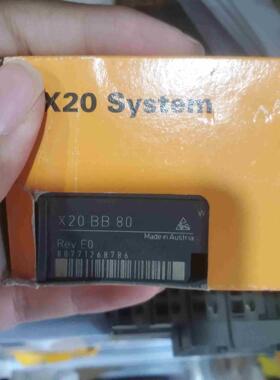 X20 System
X20 BB 80
Made in Austria
Rev. F0
80771268786